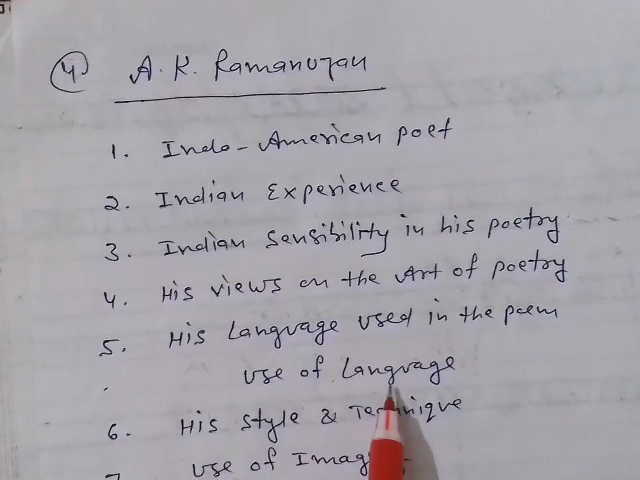 4) A. K. Ramanujan
1. Indo-American poet
2. Indian Experience
3. Indian Sensibility in his poetry.
4. His views on the Art of poetry
5. His Language used in the poem
use of Language
6. His style & Technique
7 use of Imag